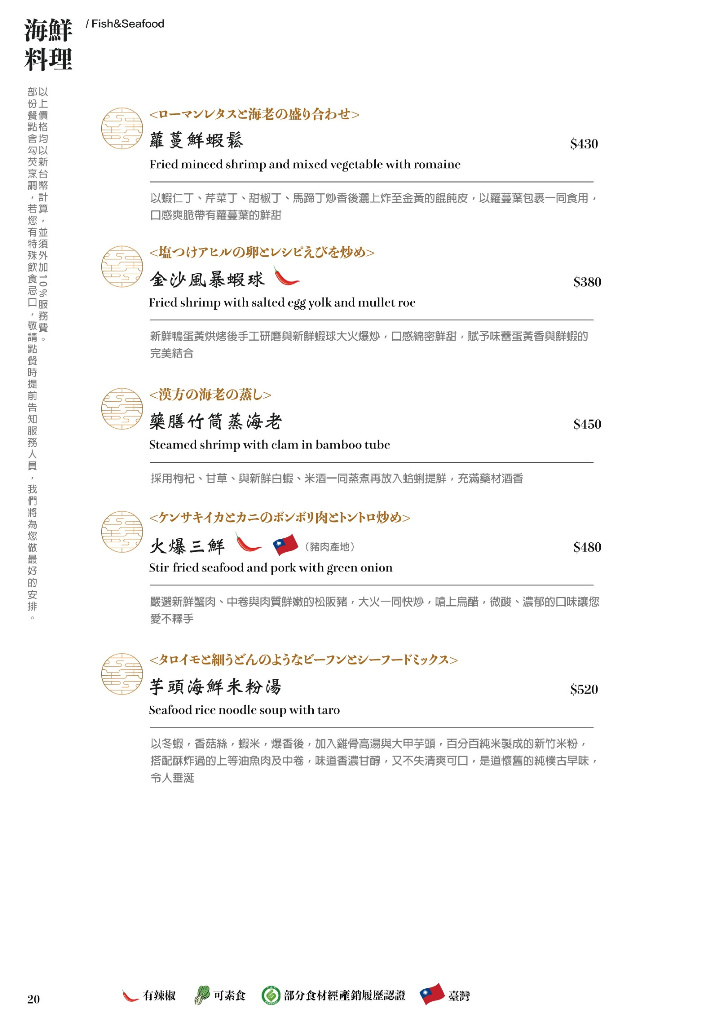 海鮮
料理
/ Fish&Seafood
以上價格均以新台幣計算，並須外加10%服務費。
部份餐點會勾芡烹調，若您有特殊飲食忌口，敬請點餐時提前告知服務人員，我們將為您做最好的安排。
<ローマンレタスと海老の盛り合わせ>
蘿蔓鮮蝦鬆
$430
Fried minced shrimp and mixed vegetable with romaine
以蝦仁丁、芹菜丁、甜椒丁、馬蹄丁炒香後灑上炸至金黃的餛飩皮，以蘿蔓葉包裹一同食用，
口感爽脆帶有蘿蔓葉的鮮甜
<塩つけアヒルの卵とレシピえびを炒め>
金沙風暴蝦球
$380
Fried shrimp with salted egg yolk and mullet roe
新鮮鴨蛋黃烘烤後手工研磨與新鮮蝦球大火爆炒，口感綿密鮮甜，賦予味蕾蛋黃香與鮮蝦的
完美結合
<漢方の海老の蒸し>
藥膳竹筒蒸海老
$450
Steamed shrimp with clam in bamboo tube
採用枸杞、甘草、與新鮮白蝦、米酒一同蒸煮再放入蛤蜊提鮮，充滿藥材酒香
<ケンサキイカとカニのボンボリ肉とトントロ炒め>
火爆三鮮
（豬肉產地）
$480
Stir fried seafood and pork with green onion
嚴選新鮮蟹肉、中卷與肉質鮮嫩的松阪豬，大火一同快炒，嗆上烏醋，微酸、濃郁的口味讓您
愛不釋手
<タロイモと細うどんのようなビーフンとシーフードミックス>
芋頭海鮮米粉湯
$520
Seafood rice noodle soup with taro
以冬蝦，香菇絲，蝦米，爆香後，加入雞骨高湯與大甲芋頭，百分百純米製成的新竹米粉，
搭配酥炸過的上等油魚肉及中卷，味道香濃甘醇，又不失清爽可口，是道懷舊的純樸古早味，
令人垂涎
20
有辣椒
可素食
部分食材經產銷履歷認證
臺灣